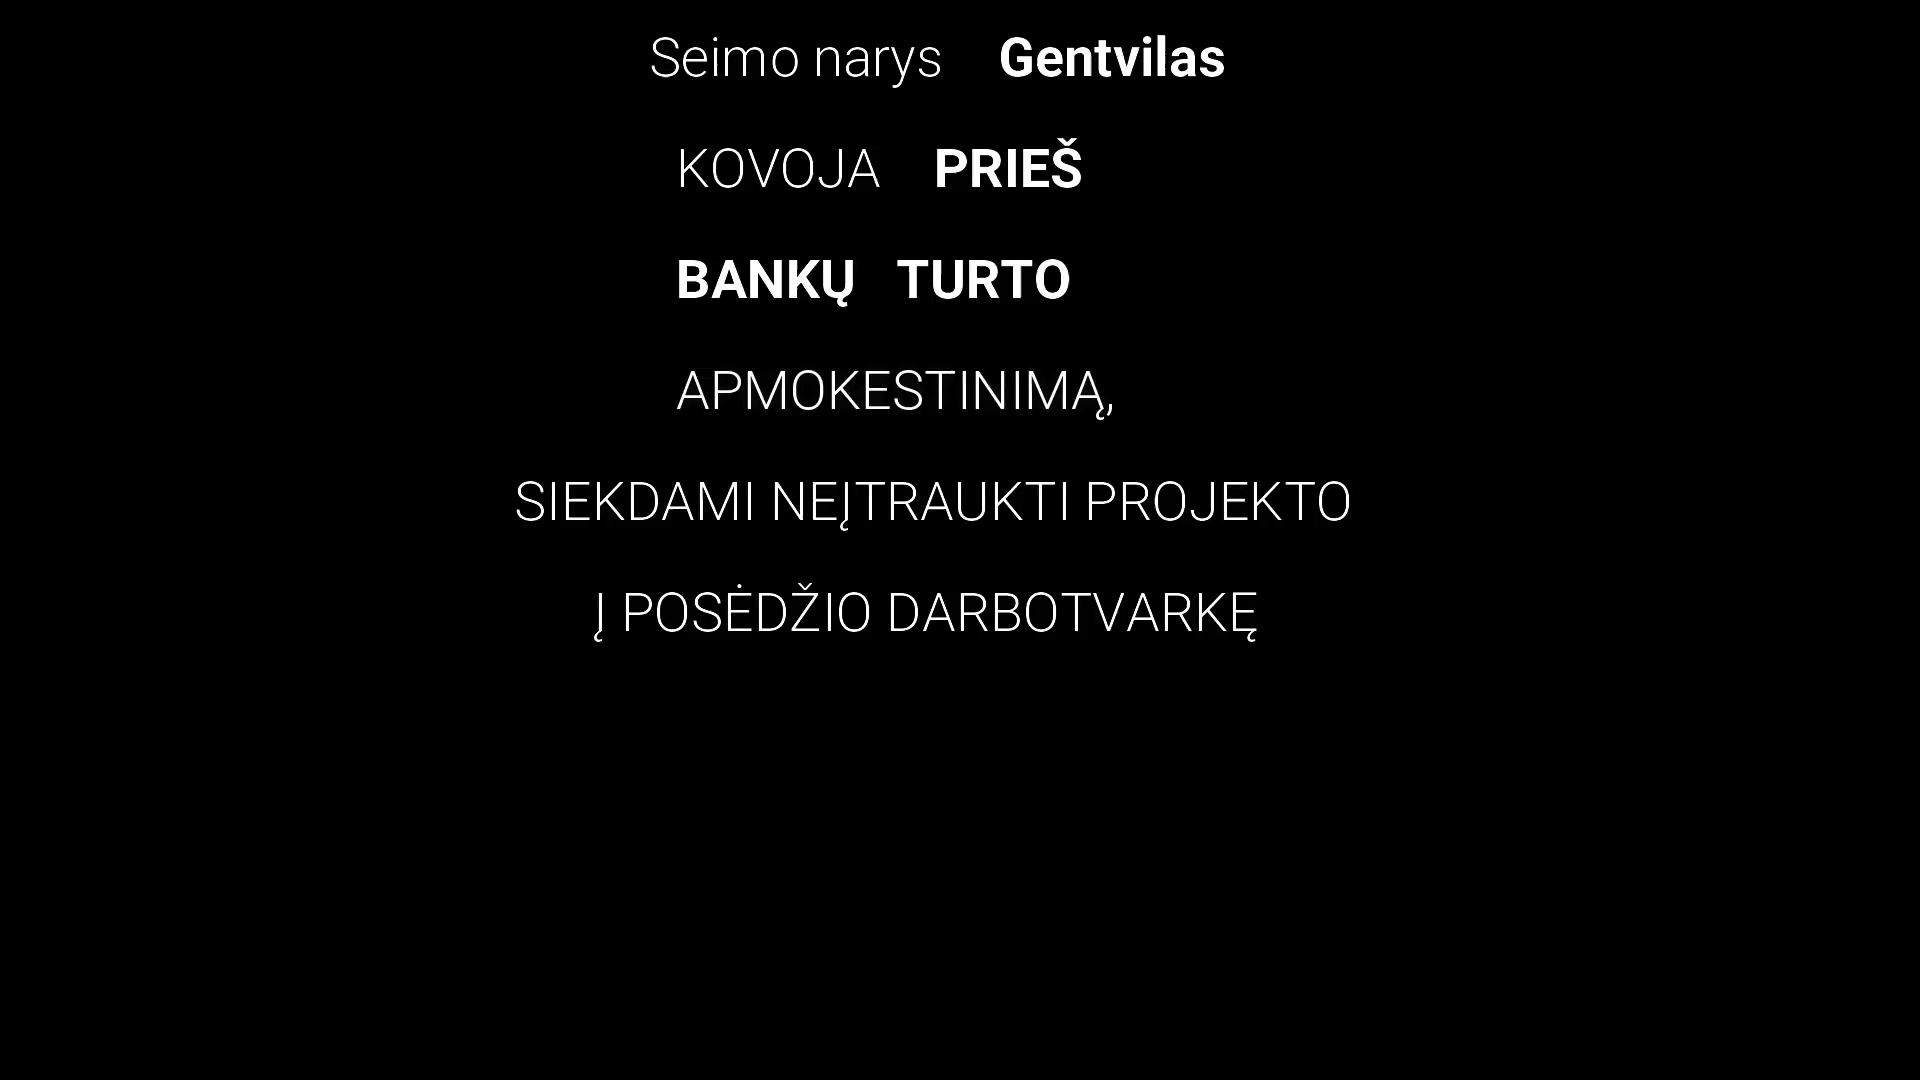 Seimo narys Gentvilas
KOVOJA PRIEŠ
BANKŲ TURTO
APMOKESTINIMĄ,
SIEKDAMI NEĮTRAUKTI PROJEKTO
Į POSĖDŽIO DARBOTVARKĘ